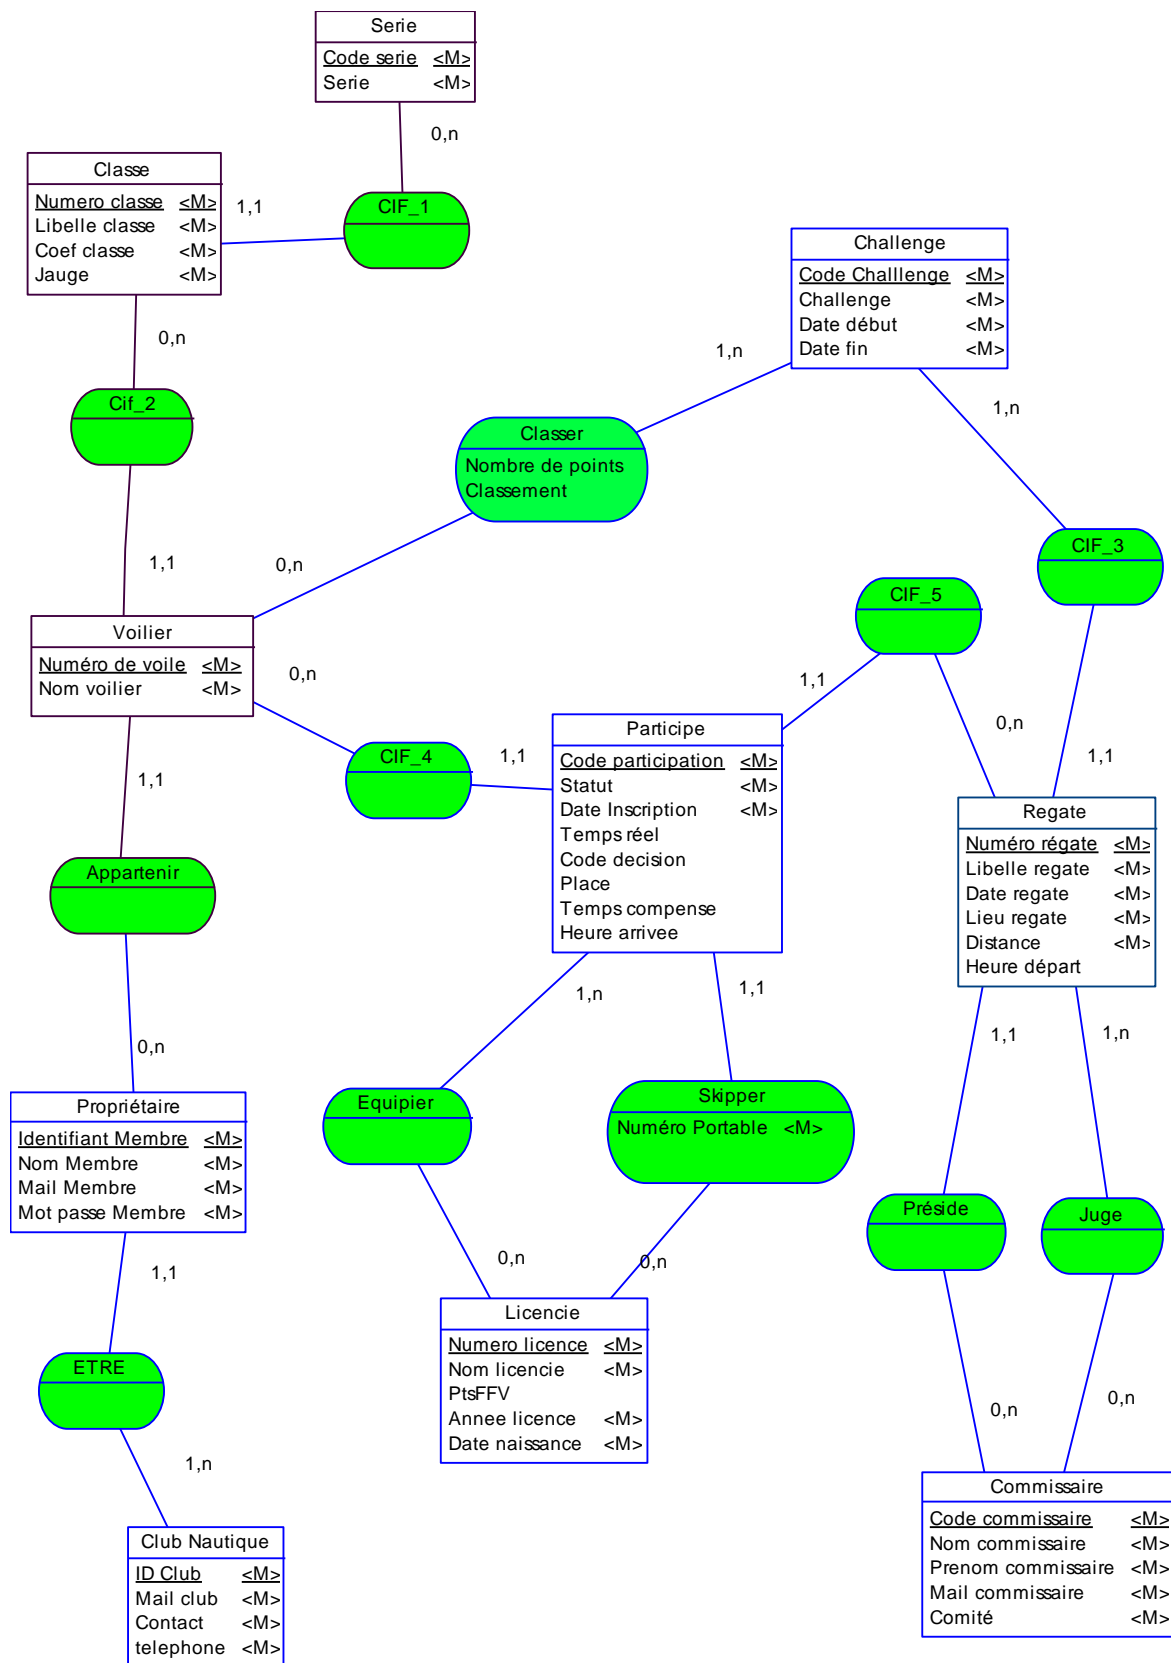 Serie
Code serie <M>
Serie <M>
0,n
Classe
Numero classe <M>
Libelle classe <M>
Coef classe <M>
Jauge <M>
1,1
CIF_1
0,n
Cif_2
1,1
Challenge
Code Challlenge <M>
Challenge <M>
Date début <M>
Date fin <M>
1,n
1,n
Classer
Nombre de points
Classement
0,n
CIF_3
1,1
CIF_5
1,1
0,n
Voilier
Numéro de voile <M>
Nom voilier <M>
0,n
CIF_4
1,1
Participe
Code participation <M>
Statut <M>
Date Inscription <M>
Temps réel
Code decision
Place
Temps compense
Heure arrivee
Regate
Numéro régate <M>
Libelle regate <M>
Date regate <M>
Lieu regate <M>
Distance <M>
Heure départ
1,1
Appartenir
0,n
Propriétaire
Identifiant Membre <M>
Nom Membre <M>
Mail Membre <M>
Mot passe Membre <M>
1,n
1,1
Equipier
Skipper
Numéro Portable <M>
0,n
0,n
1,1
1,n
Préside
Juge
0,n
0,n
1,1
ETRE
1,n
Licencie
Numero licence <M>
Nom licencie <M>
PtsFFV
Annee licence <M>
Date naissance <M>
Club Nautique
ID Club <M>
Mail club <M>
Contact <M>
telephone <M>
Commissaire
Code commissaire <M>
Nom commissaire <M>
Prenom commissaire <M>
Mail commissaire <M>
Comité <M>